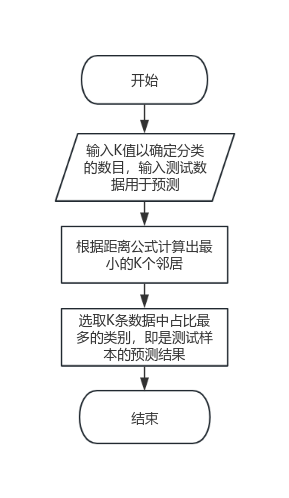 开始
输入K值以确定分类
的数目，输入测试数
据用于预测
根据距离公式计算出最
小的K个邻居
选取K条数据中占比最
多的类别，即是测试样
本的预测结果
结束